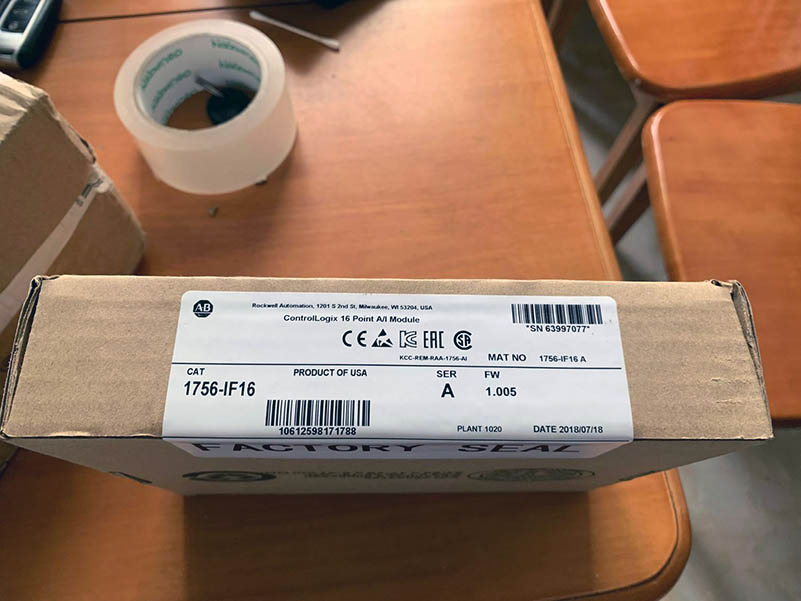 AB
Rockwell Automation, 1201 S 2nd St, Milwaukee, WI 53204, USA
ControlLogix 16 Point A/I Module
*SN 63997077*
CE EAC SA
KCC-REM-RAA-1756-AI
MAT NO 1756-IF16 A
CAT
1756-IF16
PRODUCT OF USA
SER
A
FW
1.005
10612598171788
PLANT 1020
DATE 2018/07/18
FACTORY SEAL